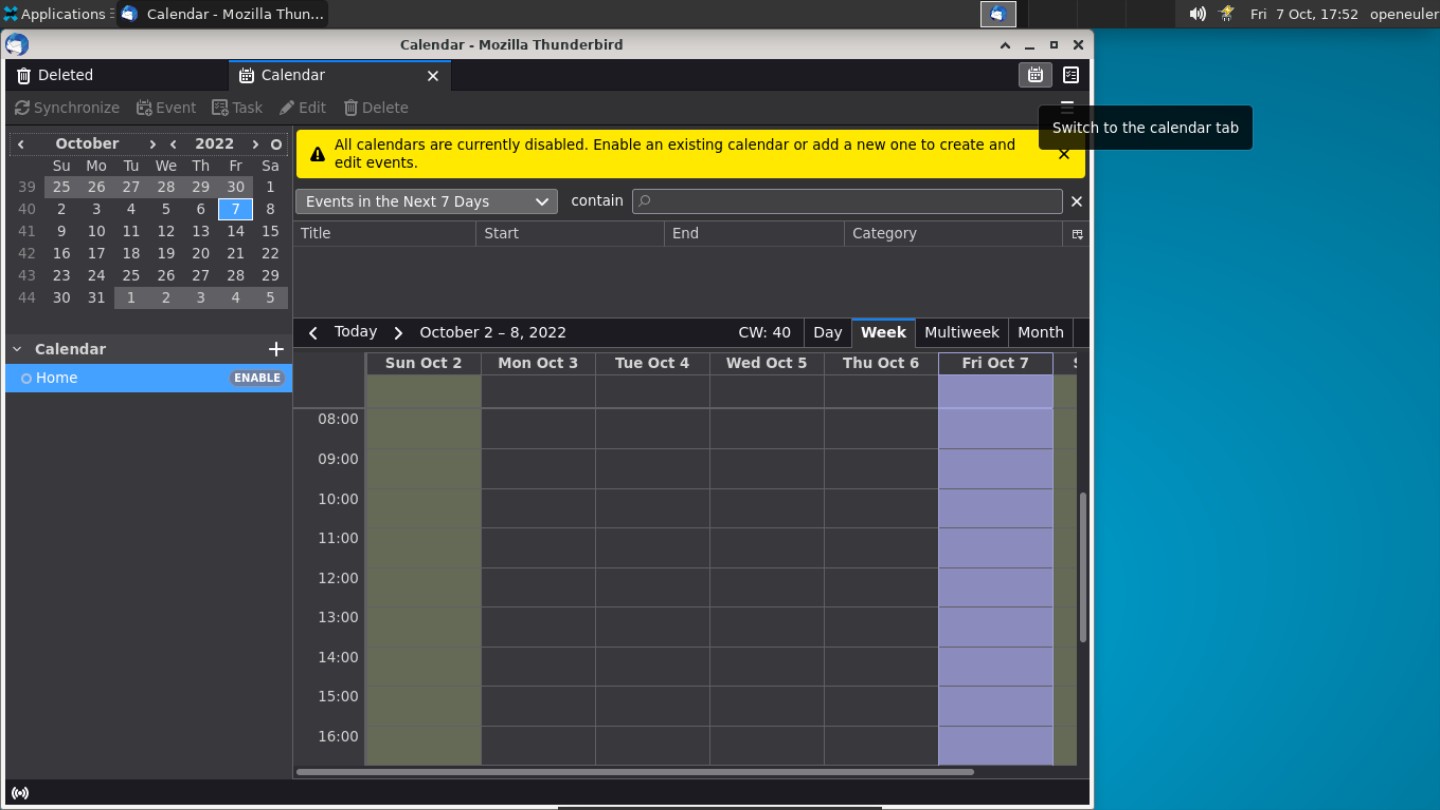 Applications
Calendar - Mozilla Thun...
Fri 7 Oct, 17:52
openeuler
Calendar - Mozilla Thunderbird
Deleted
Calendar
Synchronize
Event
Task
Edit
Delete
Switch to the calendar tab
October
2022
Su Mo Tu We Th Fr Sa
39 25 26 27 28 29 30 1
40 2 3 4 5 6 7 8
41 9 10 11 12 13 14 15
42 16 17 18 19 20 21 22
43 23 24 25 26 27 28 29
44 30 31 1 2 3 4 5
Calendar
Home
ENABLE
All calendars are currently disabled. Enable an existing calendar or add a new one to create and
edit events.
Events in the Next 7 Days
contain
Title
Start
End
Category
Today
October 2 – 8, 2022
CW: 40
Day
Week
Multiweek
Month
Sun Oct 2
Mon Oct 3
Tue Oct 4
Wed Oct 5
Thu Oct 6
Fri Oct 7
08:00
09:00
10:00
11:00
12:00
13:00
14:00
15:00
16:00